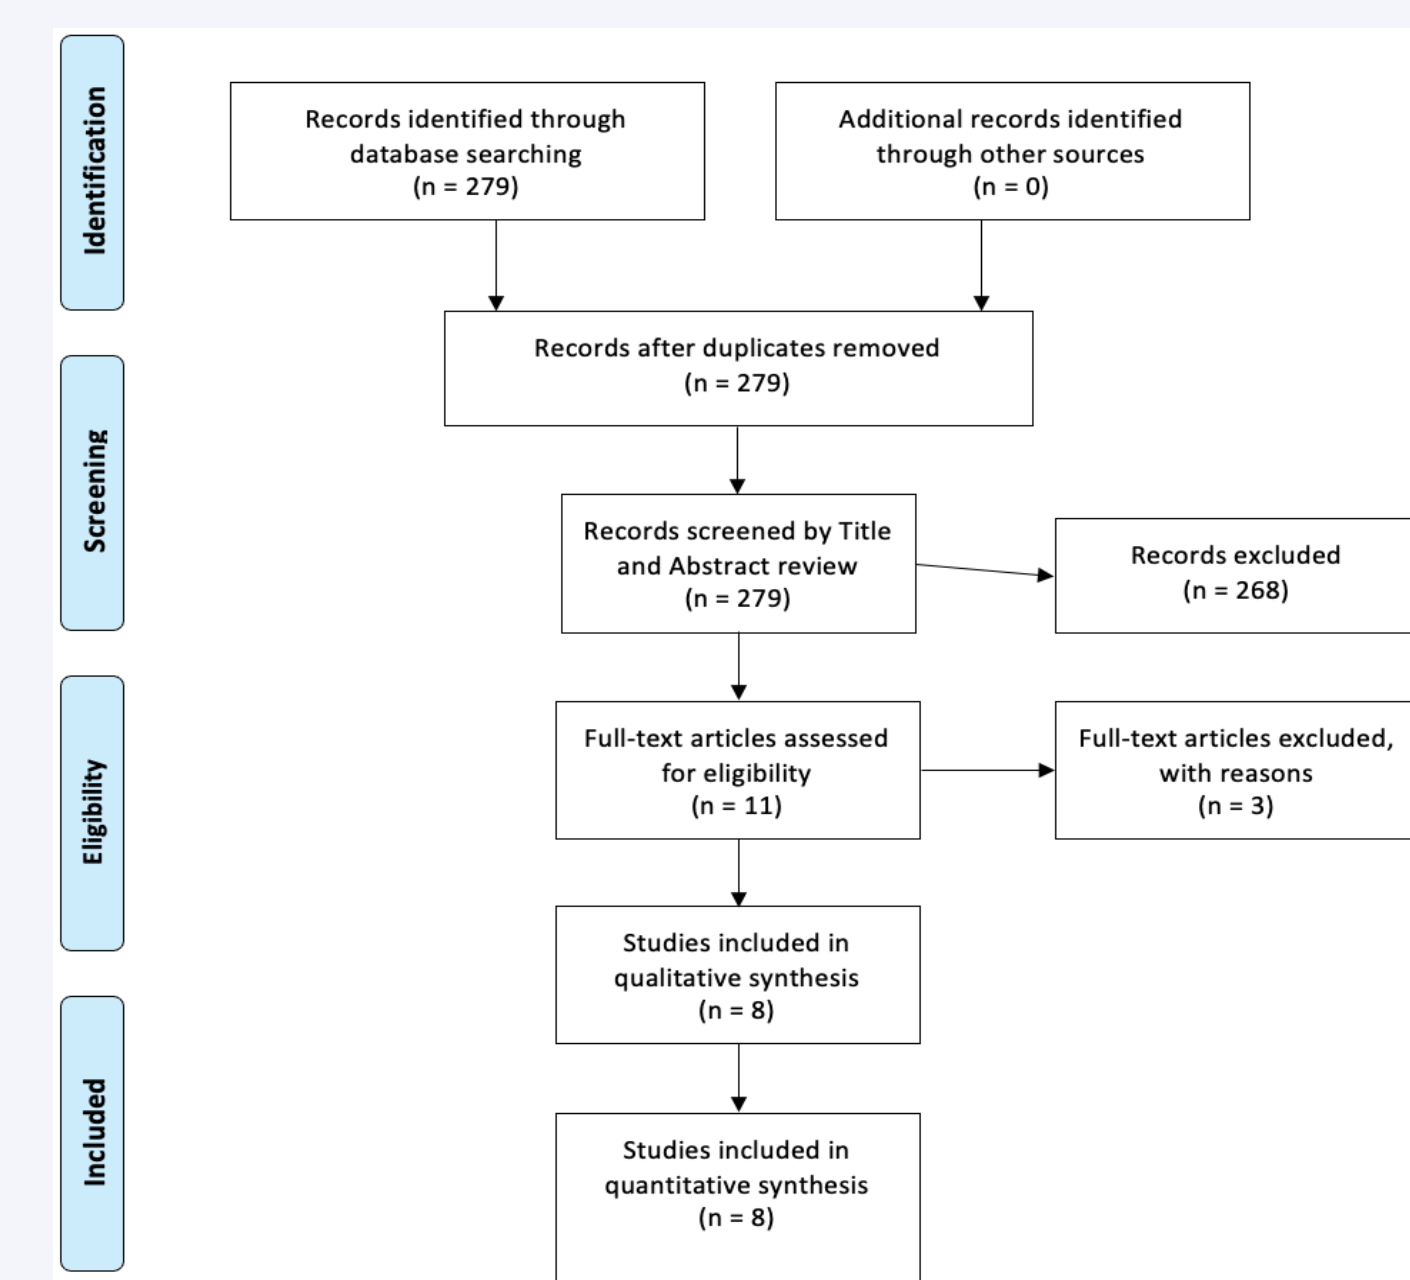 Identification
Records identified through
database searching
(n = 279)
Additional records identified
through other sources
(n = 0)
Records after duplicates removed
(n = 279)
Screening
Records screened by Title
and Abstract review
(n = 279)
Records excluded
(n = 268)
Eligibility
Full-text articles assessed
for eligibility
(n = 11)
Full-text articles excluded,
with reasons
(n = 3)
Studies included in
qualitative synthesis
(n = 8)
Included
Studies included in
quantitative synthesis
(n = 8)